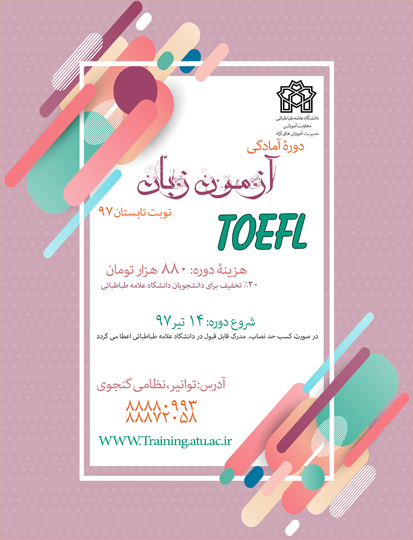 دانشگاه علامه طباطبائی
معاونت آموزشی
مدیریت آموزش های آزاد
دورهٔ آمادگی
آزمون زبان
نوبت تابستان ۹۷
TOEFL
هزینهٔ دوره: ۸۸۰ هزار تومان
۲۰٪ تخفیف برای دانشجویان دانشگاه علامه طباطبائی
شروع دوره: ۱۴ تیر ۹۷
در صورت کسب حد نصاب، مدرک قابل قبول در دانشگاه علامه طباطبائی اعطا می گردد
آدرس: توانیر، نظامی گنجوی
۸۸۸۸۰۹۹۳
۸۸۸۷۲۰۵۸
WWW.Training.atu.ac.ir